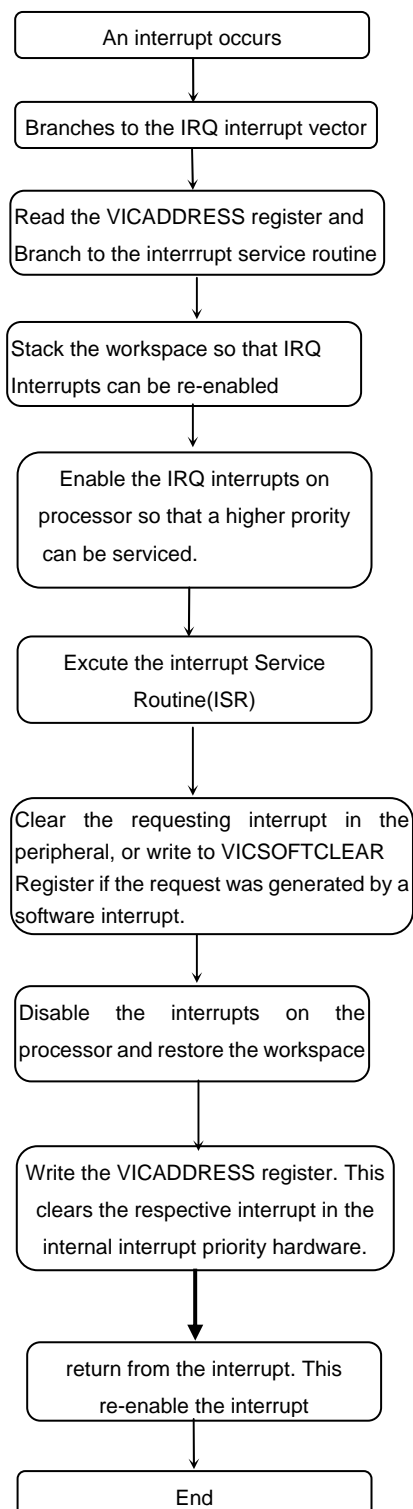 An interrupt occurs
Branches to the IRQ interrupt vector
Read the VICADDRESS register and
Branch to the interrrupt service routine
Stack the workspace so that IRQ
Interrupts can be re-enabled
Enable the IRQ interrupts on
processor so that a higher prority
can be serviced.
Excute the interrupt Service
Routine(ISR)
Clear the requesting interrupt in the
peripheral, or write to VICSOFTCLEAR
Register if the request was generated by a
software interrupt.
Disable the interrupts on the
processor and restore the workspace
Write the VICADDRESS register. This
clears the respective interrupt in the
internal interrupt priority hardware.
return from the interrupt. This
re-enable the interrupt
End